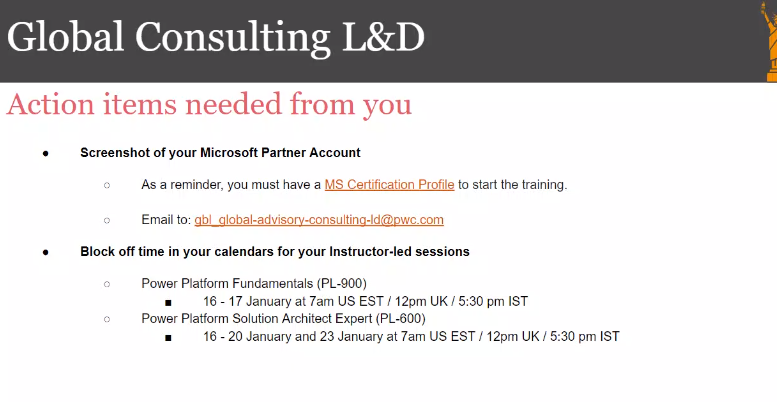 Global Consulting L&D
Action items needed from you
● Screenshot of your Microsoft Partner Account
○ As a reminder, you must have a MS Certification Profile to start the training.
○ Email to: gbl_global-advisory-consulting-ld@pwc.com
● Block off time in your calendars for your Instructor-led sessions
○ Power Platform Fundamentals (PL-900)
■ 16 - 17 January at 7am US EST / 12pm UK / 5:30 pm IST
○ Power Platform Solution Architect Expert (PL-600)
■ 16 - 20 January and 23 January at 7am US EST / 12pm UK / 5:30 pm IST